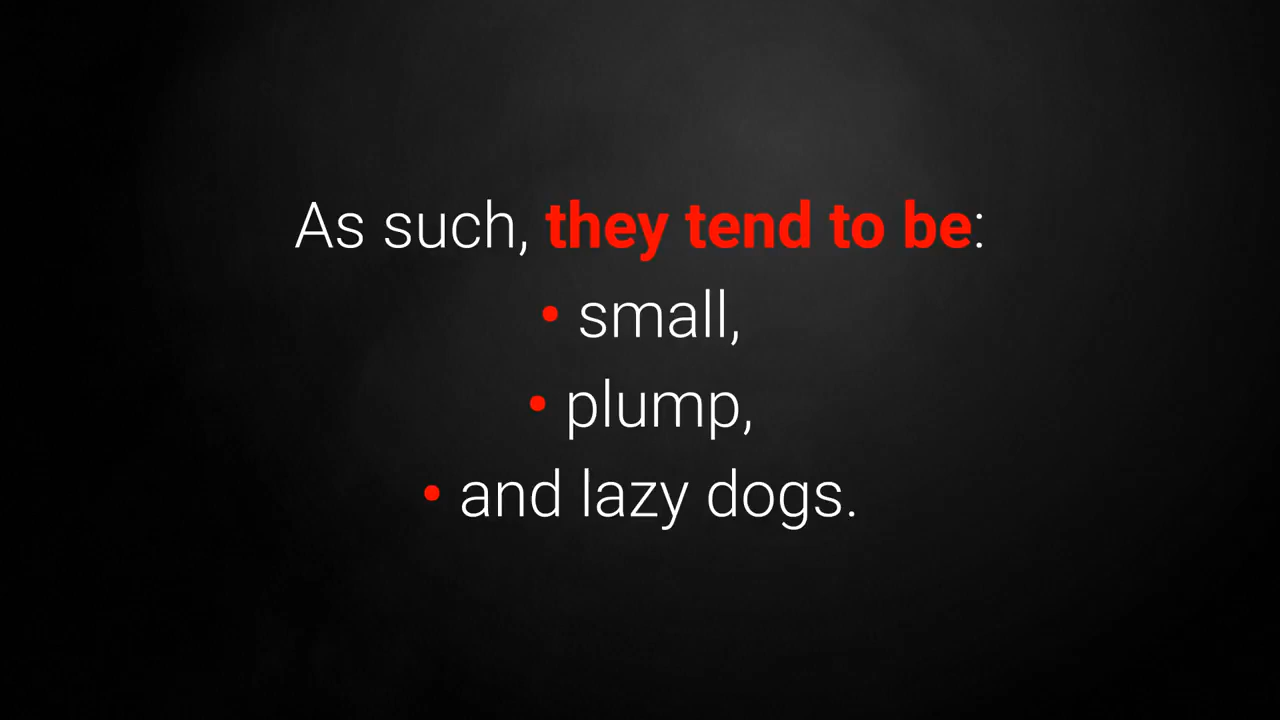 As such, they tend to be:
• small,
• plump,
• and lazy dogs.